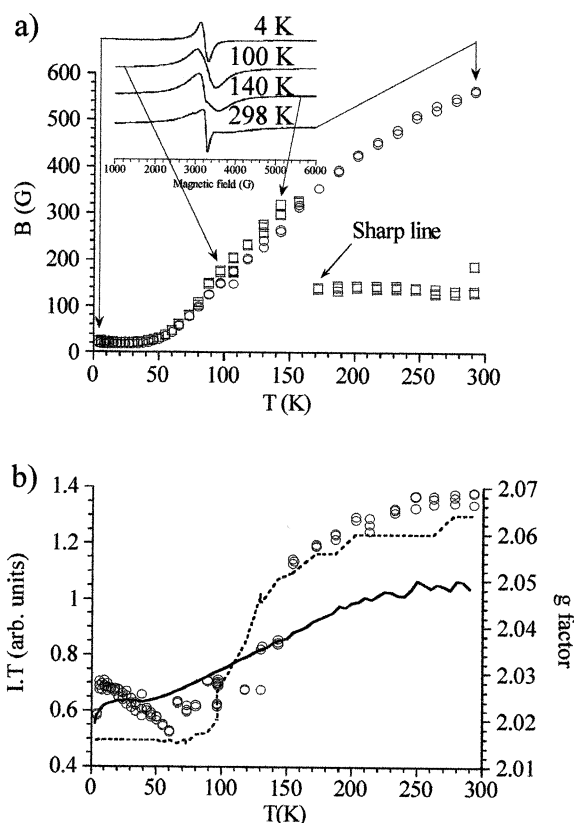 a)
4 K
100 K
140 K
298 K
1000 2000 3000 4000 5000 6000
Magnetic field (G)
600
500
400
300
200
100
0
B (G)
Sharp line
0 50 100 150 200 250 300
T (K)
b)
1.4
1.2
1
0.8
0.6
0.4
I.T (arb. units)
2.07
2.06
2.05
2.04
2.03
2.02
2.01
g factor
0 50 100 150 200 250 300
T(K)